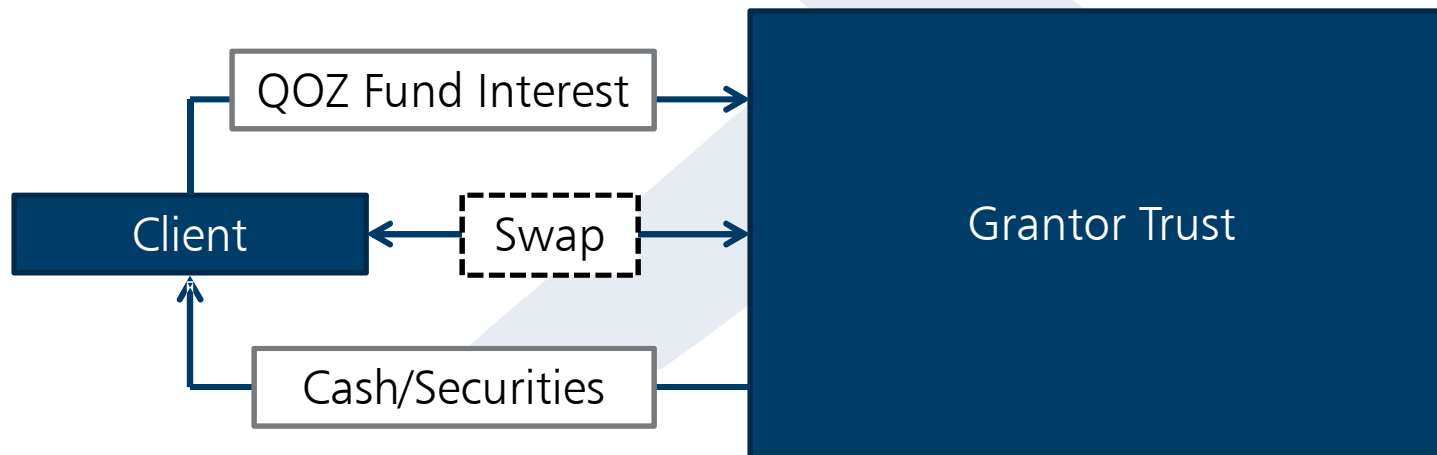 QOZ Fund Interest
Client
Swap
Grantor Trust
Cash/Securities